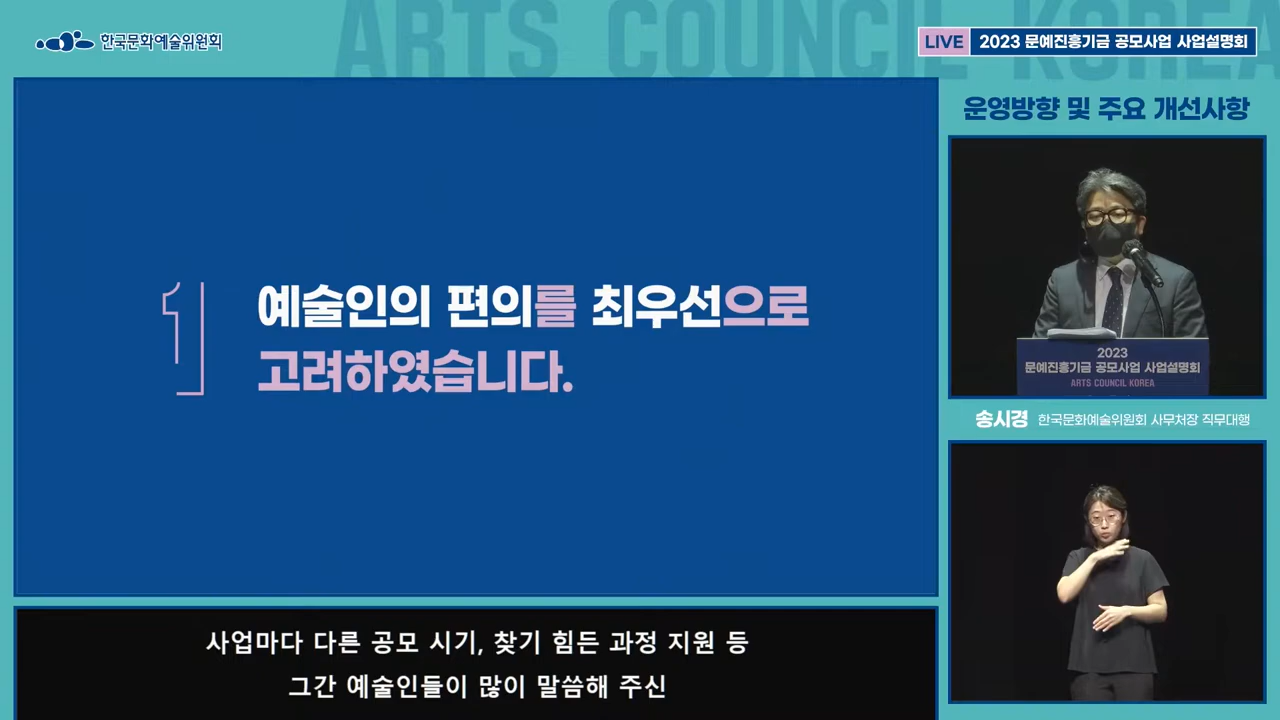 ARTS COUNCIL KOREA
한국문화예술위원회
LIVE 2023 문예진흥기금 공모사업 사업설명회
운영방향 및 주요 개선사항
1
예술인의 편의를 최우선으로
고려하였습니다.
2023
문예진흥기금 공모사업 사업설명회
ARTS COUNCIL KOREA
송시경 한국문화예술위원회 사무처장 직무대행
사업마다 다른 공모 시기, 찾기 힘든 과정 지원 등
그간 예술인들이 많이 말씀해 주신